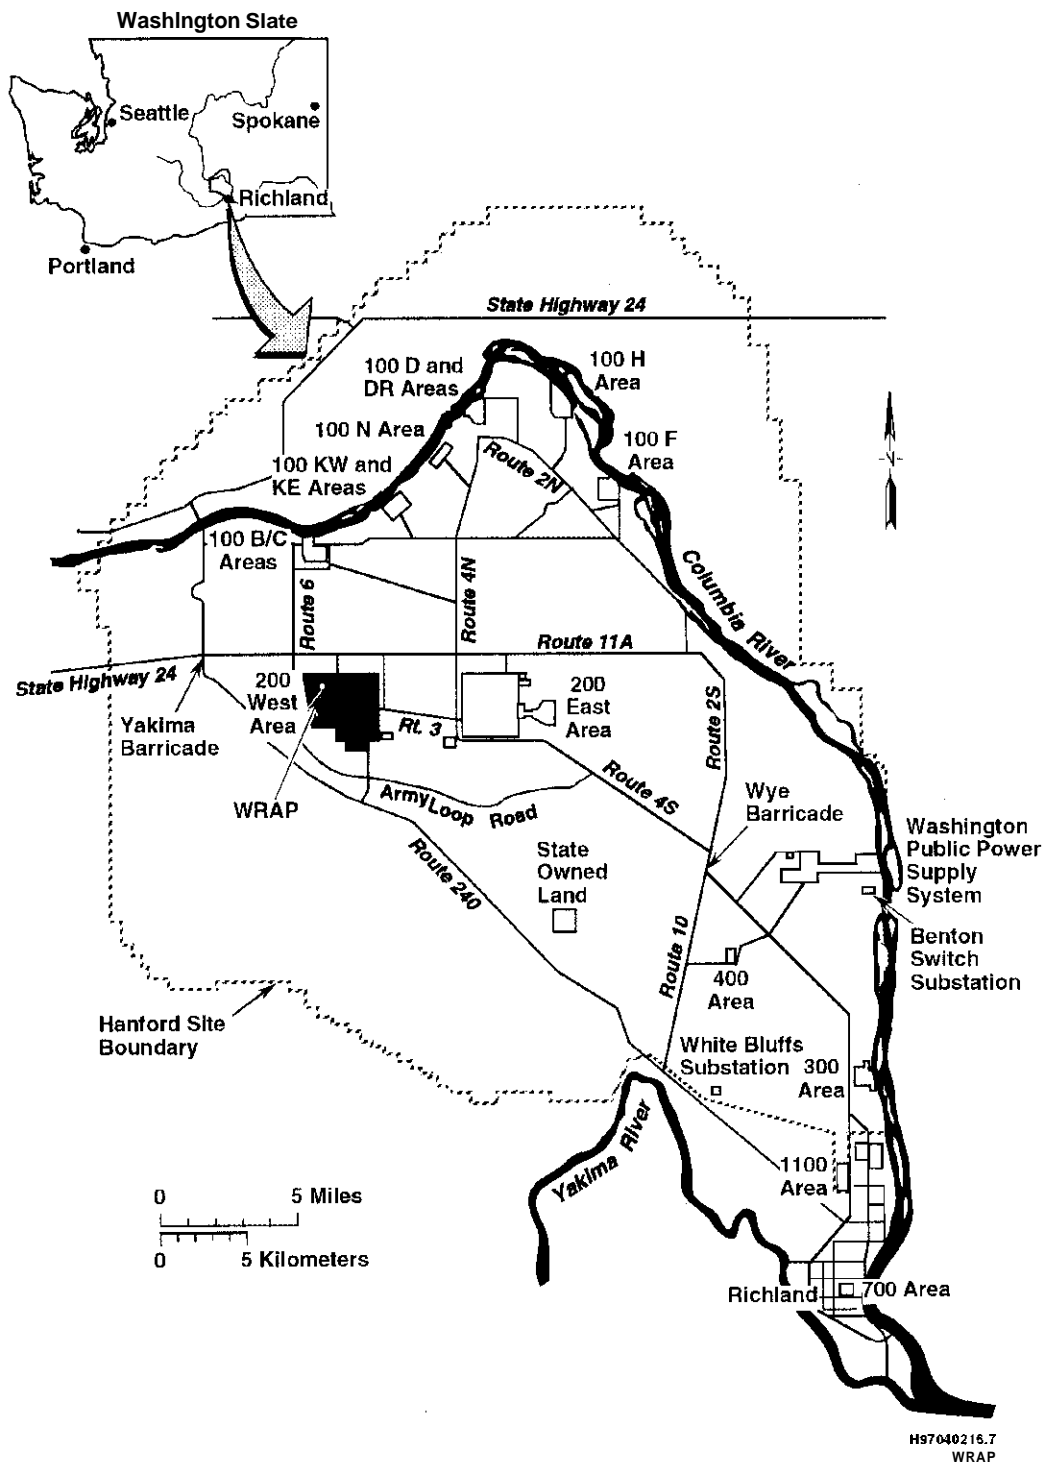 WashIngton Slate
Seattle
Spokane
Richland
Portland
State Highway 24
100 D and
DR Areas
100 H
Area
100 N Area
100 F
Area
Route 2N
100 KW and
KE Areas
N
100 B/C
Areas
Columbia River
Route 6
Route 4N
Route 11A
State Highway 24
200
West
Area
200
East
Area
Rt. 3
Route 2S
Yakima
Barricade
WRAP
Army Loop Road
Route 4S
Wye
Barricade
Route 240
State
Owned
Land
Washington
Public Power
Supply
System
Benton
Switch
Substation
Route 10
400
Area
Hanford Site
Boundary
White Bluffs
Substation
300
Area
Yakima River
1100
Area
0
5 Miles
0
5 Kilometers
Richland
700 Area
H97040216.7
WRAP